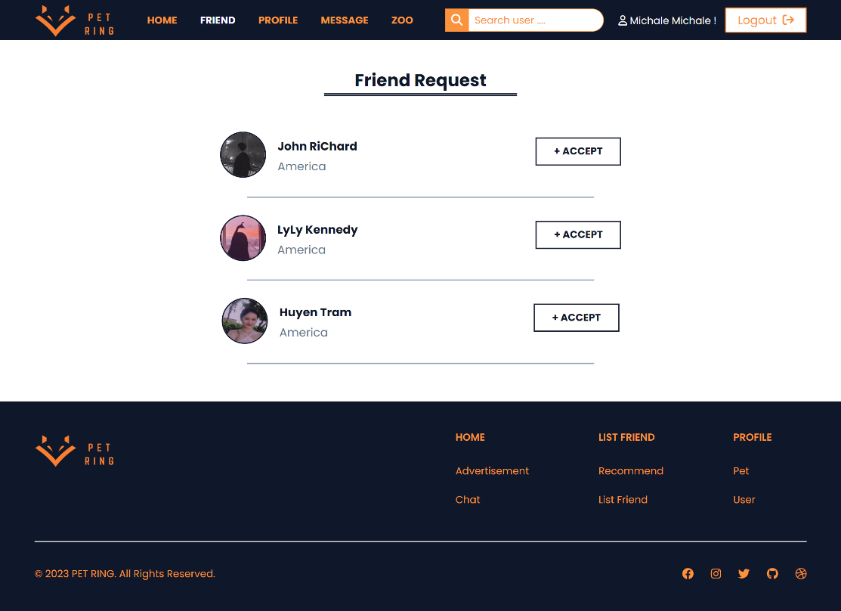 PET RING HOME FRIEND PROFILE MESSAGE ZOO Search user .... Michale Michale ! Logout
Friend Request
John RiChard
America
+ ACCEPT
LyLy Kennedy
America
+ ACCEPT
Huyen Tram
America
+ ACCEPT
PET RING
HOME LIST FRIEND PROFILE
Advertisement Recommend Pet
Chat List Friend User
© 2023 PET RING. All Rights Reserved.